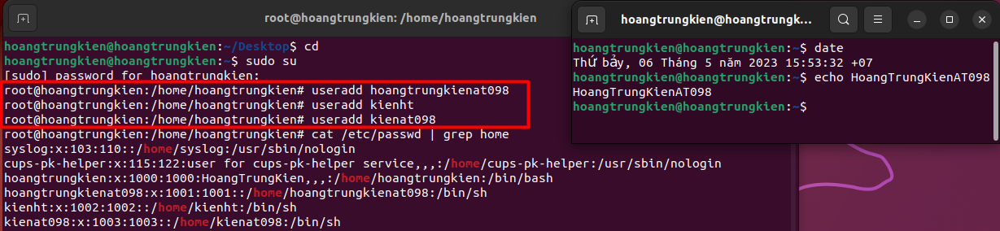 root@hoangtrungkien: /home/hoangtrungkien
hoangtrungkien@hoangtrungkien:~/Desktop$ cd
hoangtrungkien@hoangtrungkien:~$ sudo su
[sudo] password for hoangtrungkien:
root@hoangtrungkien:/home/hoangtrungkien# useradd hoangtrungkienat098
root@hoangtrungkien:/home/hoangtrungkien# useradd kienht
root@hoangtrungkien:/home/hoangtrungkien# useradd kienat098
root@hoangtrungkien:/home/hoangtrungkien# cat /etc/passwd | grep home
syslog:x:103:110::/home/syslog:/usr/sbin/nologin
cups-pk-helper:x:115:122:user for cups-pk-helper service,,,:/home/cups-pk-helper:/usr/sbin/nologin
hoangtrungkien:x:1000:1000:HoangTrungKien,,,:/home/hoangtrungkien:/bin/bash
hoangtrungkienat098:x:1001:1001::/home/hoangtrungkienat098:/bin/sh
kienht:x:1002:1002::/home/kienht:/bin/sh
kienat098:x:1003:1003::/home/kienat098:/bin/sh
hoangtrungkien@hoangtrungk...
hoangtrungkien@hoangtrungkien:~$ date
Thứ bảy, 06 Tháng 5 năm 2023 15:53:32 +07
hoangtrungkien@hoangtrungkien:~$ echo HoangTrungKienAT098
HoangTrungKienAT098
hoangtrungkien@hoangtrungkien:~$